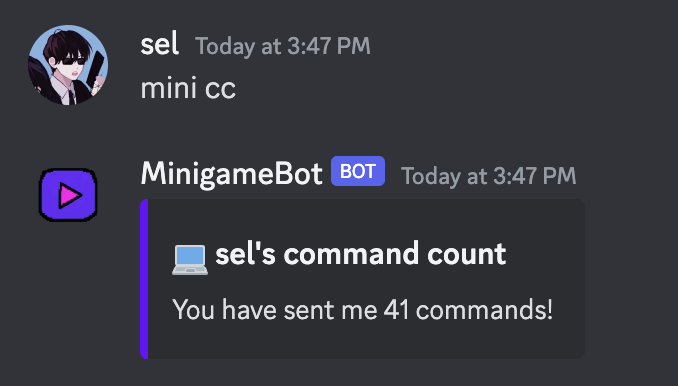 sel Today at 3:47 PM
mini cc
MinigameBot BOT Today at 3:47 PM
sel's command count
You have sent me 41 commands!